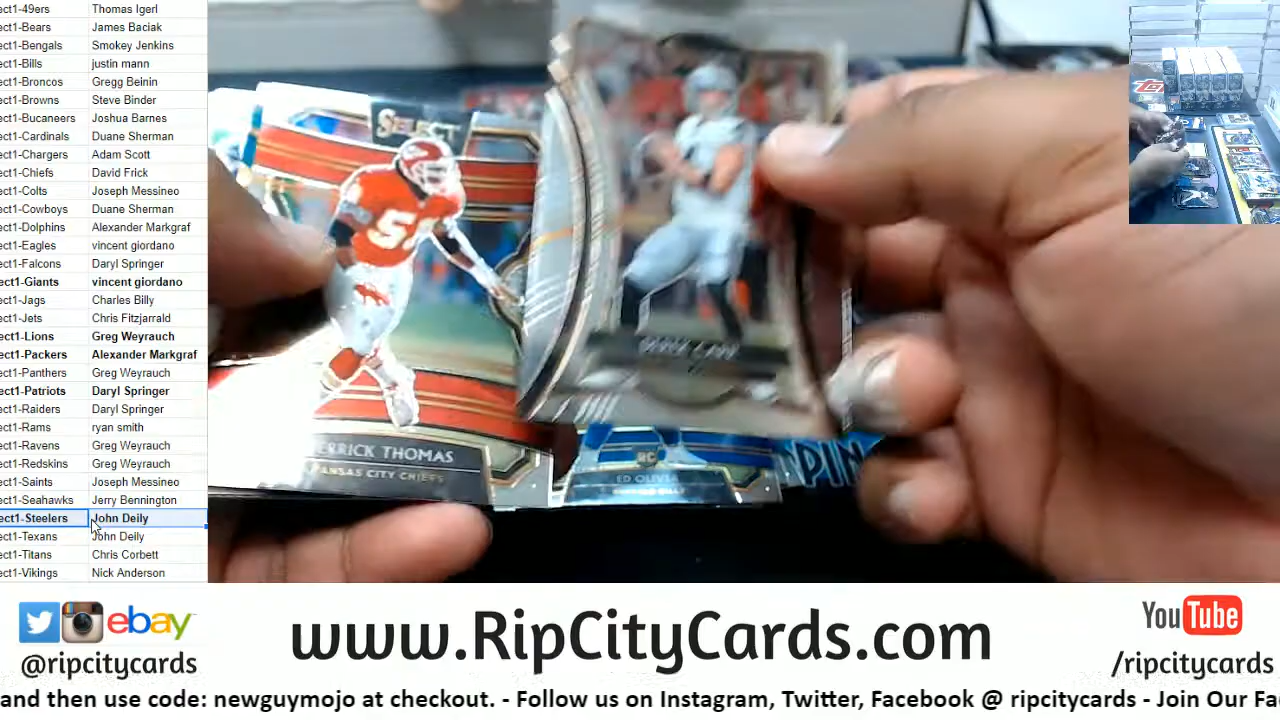 ect1-49ers Thomas Igerl
ect1-Bears James Baciak
ect1-Bengals Smokey Jenkins
ect1-Bills justin mann
ect1-Broncos Gregg Beinin
ect1-Browns Steve Binder
ect1-Bucaneers Joshua Barnes
ect1-Cardinals Duane Sherman
ect1-Chargers Adam Scott
ect1-Chiefs David Frick
ect1-Colts Joseph Messineo
ect1-Cowboys Duane Sherman
ect1-Dolphins Alexander Markgraf
ect1-Eagles vincent giordano
ect1-Falcons Daryl Springer
ect1-Giants vincent giordano
ect1-Jags Charles Billy
ect1-Jets Chris Fitzjarrald
ect1-Lions Greg Weyrauch
ect1-Packers Alexander Markgraf
ect1-Panthers Greg Weyrauch
ect1-Patriots Daryl Springer
ect1-Raiders Daryl Springer
ect1-Rams ryan smith
ect1-Ravens Greg Weyrauch
ect1-Redskins Greg Weyrauch
ect1-Saints Joseph Messineo
ect1-Seahawks Jerry Bennington
ect1-Steelers John Deily
ect1-Texans John Deily
ect1-Titans Chris Corbett
ect1-Vikings Nick Anderson
SELECT
ERRICK THOMAS
KANSAS CITY CHIEFS
DEREK CARR
RC
ED OLIVER
BUFFALO BILLS
ebay
@ripcitycards
www.RipCityCards.com
YouTube
/ripcitycards
and then use code: newguymojo at checkout. - Follow us on Instagram, Twitter, Facebook @ ripcitycards - Join Our Fa